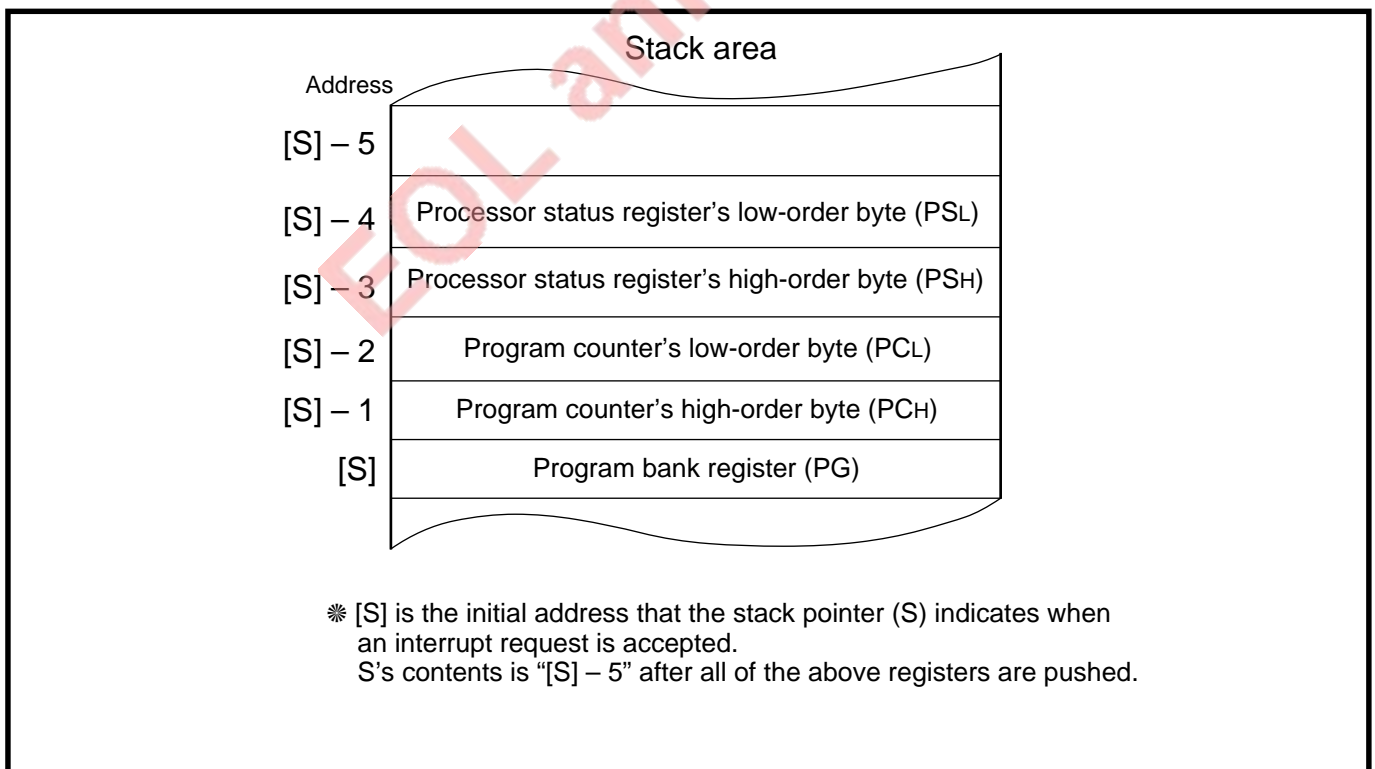 Stack area
Address
[S] – 5
[S] – 4 Processor status register’s low-order byte (PSL)
[S] – 3 Processor status register’s high-order byte (PSH)
[S] – 2 Program counter’s low-order byte (PCL)
[S] – 1 Program counter’s high-order byte (PCH)
[S] Program bank register (PG)
❋ [S] is the initial address that the stack pointer (S) indicates when
an interrupt request is accepted.
S’s contents is “[S] – 5” after all of the above registers are pushed.
EOL